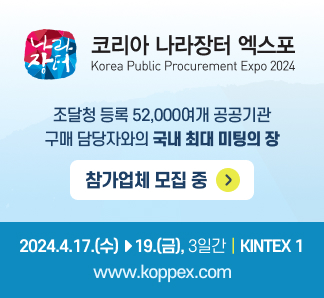 나라
장터
코리아 나라장터 엑스포
Korea Public Procurement Expo 2024
조달청 등록 52,000여개 공공기관
구매 담당자와의 국내 최대 미팅의 장
참가업체 모집 중
2024.4.17.(수) ▶ 19.(금), 3일간 | KINTEX 1
www.koppex.com